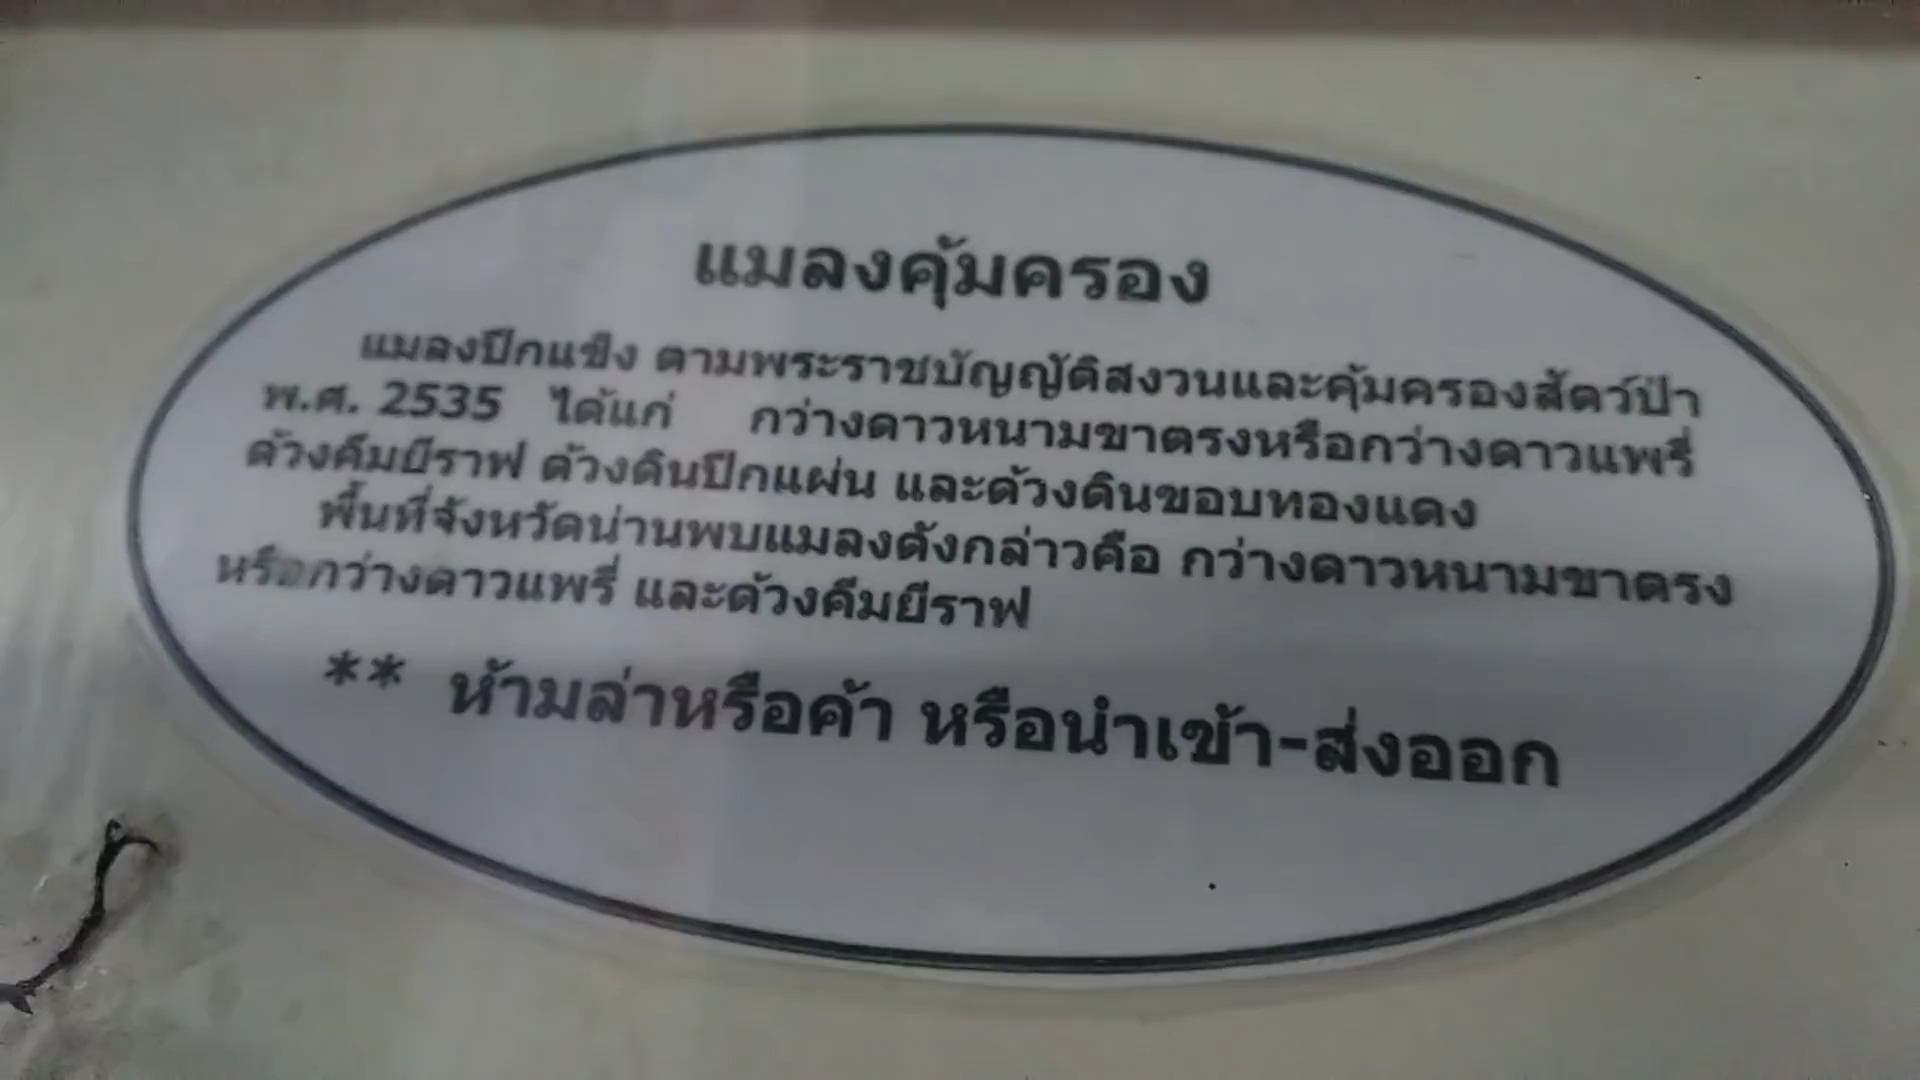 แมลงคุ้มครอง
แมลงปีกแข็ง ตามพระราชบัญญัติสงวนและคุ้มครองสัตว์ป่า
พ.ศ. 2535 ได้แก่ กว่างดาวหนามขาตรงหรือกว่างดาวแพรี่
ด้วงคีมยีราฟ ด้วงดินปีกแผ่น และด้วงดินขอบทองแดง
พื้นที่จังหวัดน่านพบแมลงดังกล่าวคือ กว่างดาวหนามขาตรง
หรือกว่างดาวแพรี่ และด้วงคีมยีราฟ
** ห้ามล่าหรือค้า หรือนำเข้า-ส่งออก